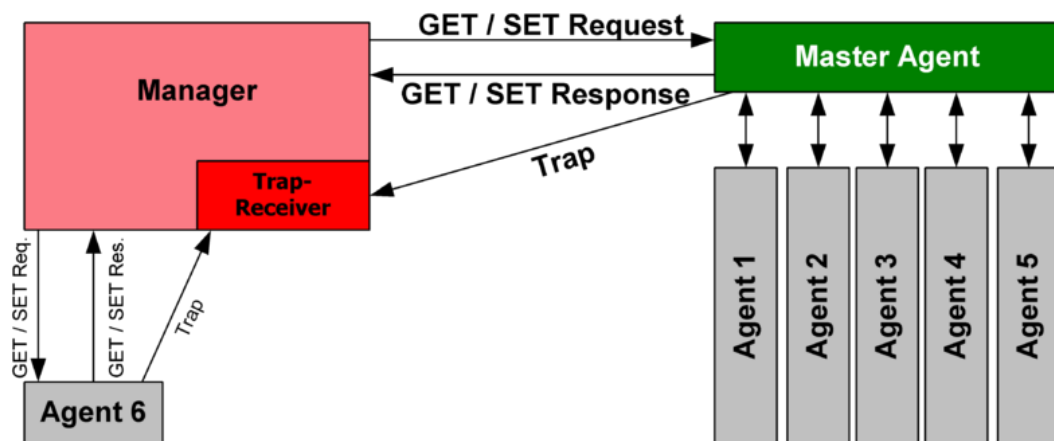 GET / SET Request
Manager
Master Agent
GET / SET Response
Trap
Trap-
Receiver
GET / SET Req.
GET / SET Res.
Trap
Agent 1
Agent 2
Agent 3
Agent 4
Agent 5
Agent 6